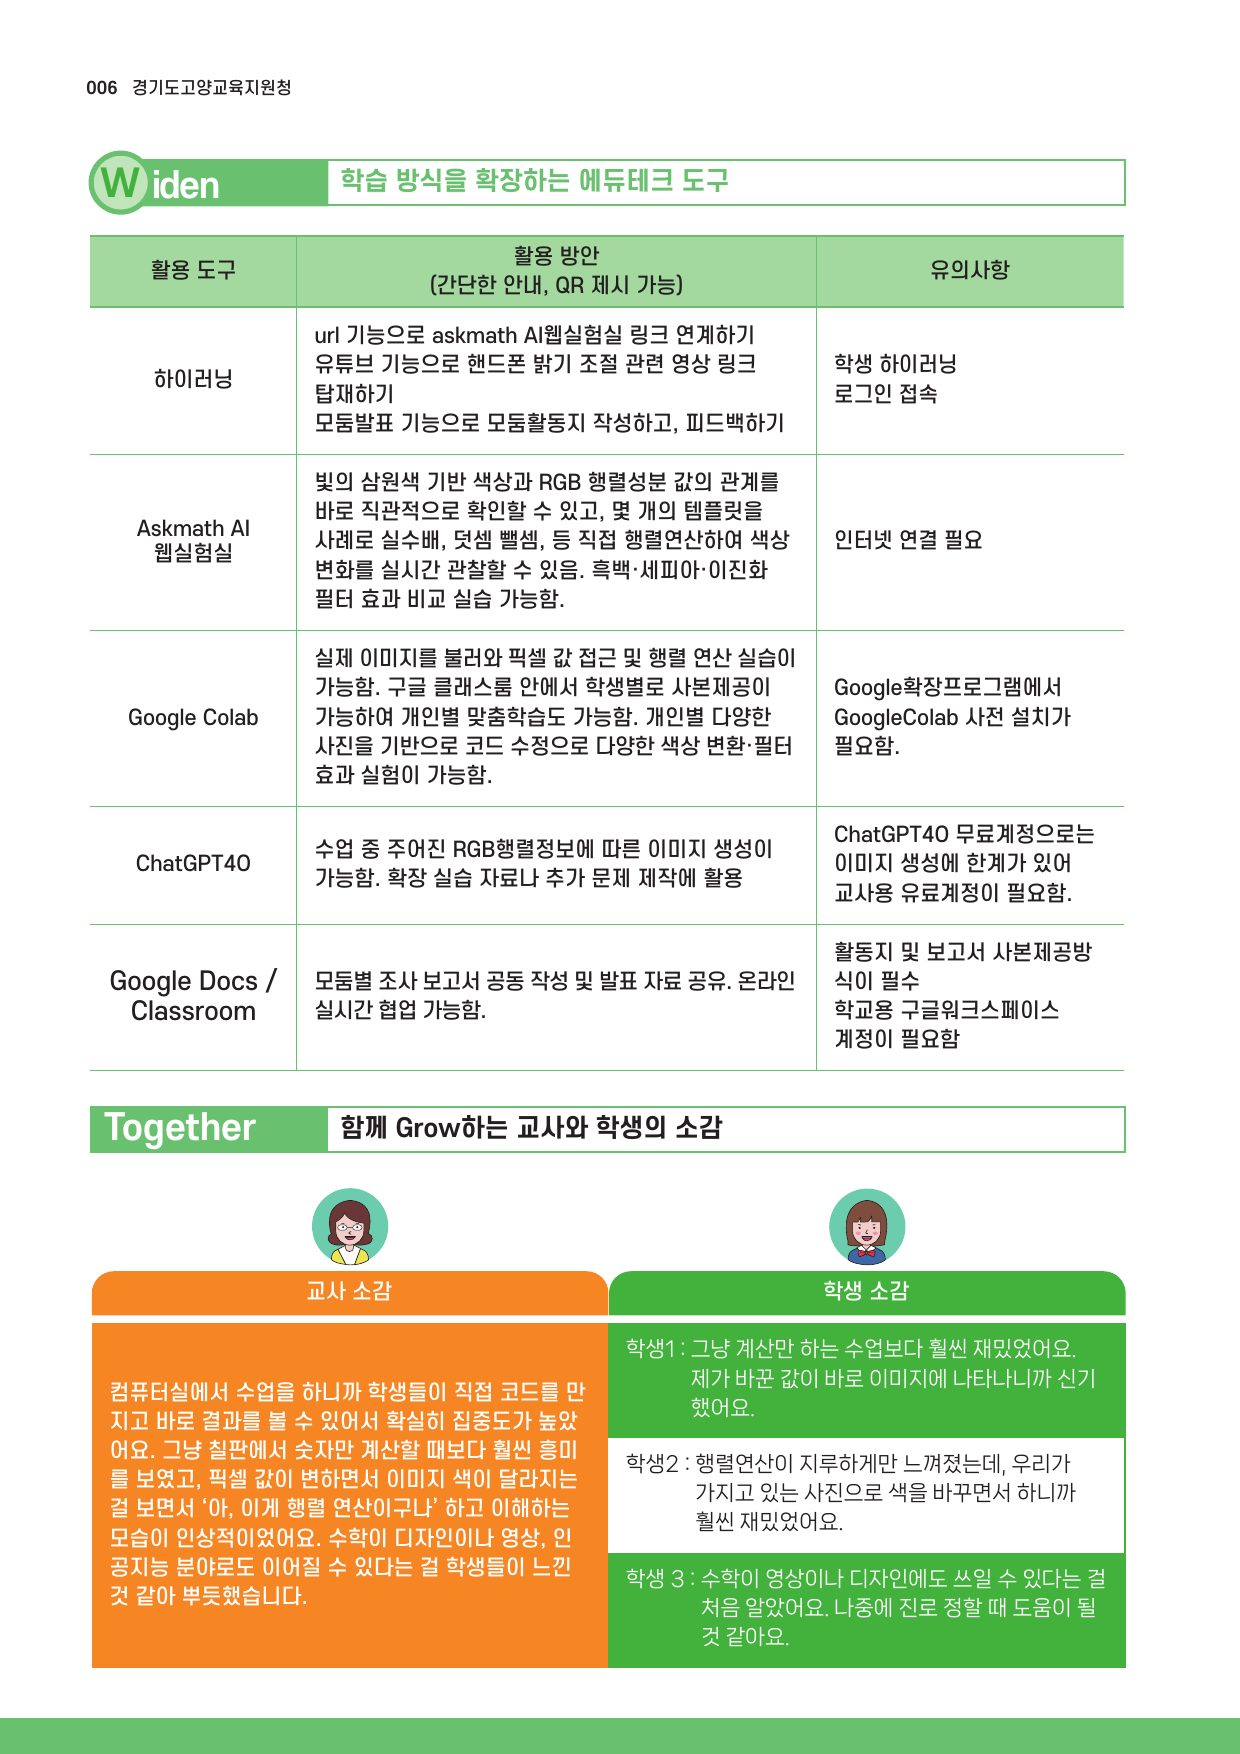 006 경기도고양교육지원청
Widen
학습 방식을 확장하는 에듀테크 도구
활용 도구
활용 방안
(간단한 안내, QR 제시 가능)
유의사항
하이러닝
url 기능으로 askmath AI웹실험실 링크 연계하기
유튜브 기능으로 핸드폰 밝기 조절 관련 영상 링크
탑재하기
모둠발표 기능으로 모둠활동지 작성하고, 피드백하기
학생 하이러닝
로그인 접속
Askmath AI
웹실험실
빛의 삼원색 기반 색상과 RGB 행렬성분 값의 관계를
바로 직관적으로 확인할 수 있고, 몇 개의 템플릿을
사례로 실수배, 덧셈 뺄셈, 등 직접 행렬연산하여 색상
변화를 실시간 관찰할 수 있음. 흑백·세피아·이진화
필터 효과 비교 실습 가능함.
인터넷 연결 필요
Google Colab
실제 이미지를 불러와 픽셀 값 접근 및 행렬 연산 실습이
가능함. 구글 클래스룸 안에서 학생별로 사본제공이
가능하여 개인별 맞춤학습도 가능함. 개인별 다양한
사진을 기반으로 코드 수정으로 다양한 색상 변환·필터
효과 실험이 가능함.
Google확장프로그램에서
GoogleColab 사전 설치가
필요함.
ChatGPT4O
수업 중 주어진 RGB행렬정보에 따른 이미지 생성이
가능함. 확장 실습 자료나 추가 문제 제작에 활용
ChatGPT4O 무료계정으로는
이미지 생성에 한계가 있어
교사용 유료계정이 필요함.
Google Docs /
Classroom
모둠별 조사 보고서 공동 작성 및 발표 자료 공유. 온라인
실시간 협업 가능함.
활동지 및 보고서 사본제공방
식이 필수
학교용 구글워크스페이스
계정이 필요함
Together
함께 Grow하는 교사와 학생의 소감
교사 소감
컴퓨터실에서 수업을 하니까 학생들이 직접 코드를 만
지고 바로 결과를 볼 수 있어서 확실히 집중도가 높았
어요. 그냥 칠판에서 숫자만 계산할 때보다 훨씬 흥미
를 보였고, 픽셀 값이 변하면서 이미지 색이 달라지는
걸 보면서 ‘아, 이게 행렬 연산이구나’ 하고 이해하는
모습이 인상적이었어요. 수학이 디자인이나 영상, 인
공지능 분야로도 이어질 수 있다는 걸 학생들이 느낀
것 같아 뿌듯했습니다.
학생 소감
학생1 : 그냥 계산만 하는 수업보다 훨씬 재밌었어요.
제가 바꾼 값이 바로 이미지에 나타나니까 신기
했어요.
학생2 : 행렬연산이 지루하게만 느껴졌는데, 우리가
가지고 있는 사진으로 색을 바꾸면서 하니까
훨씬 재밌었어요.
학생 3 : 수학이 영상이나 디자인에도 쓰일 수 있다는 걸
처음 알았어요. 나중에 진로 정할 때 도움이 될
것 같아요.